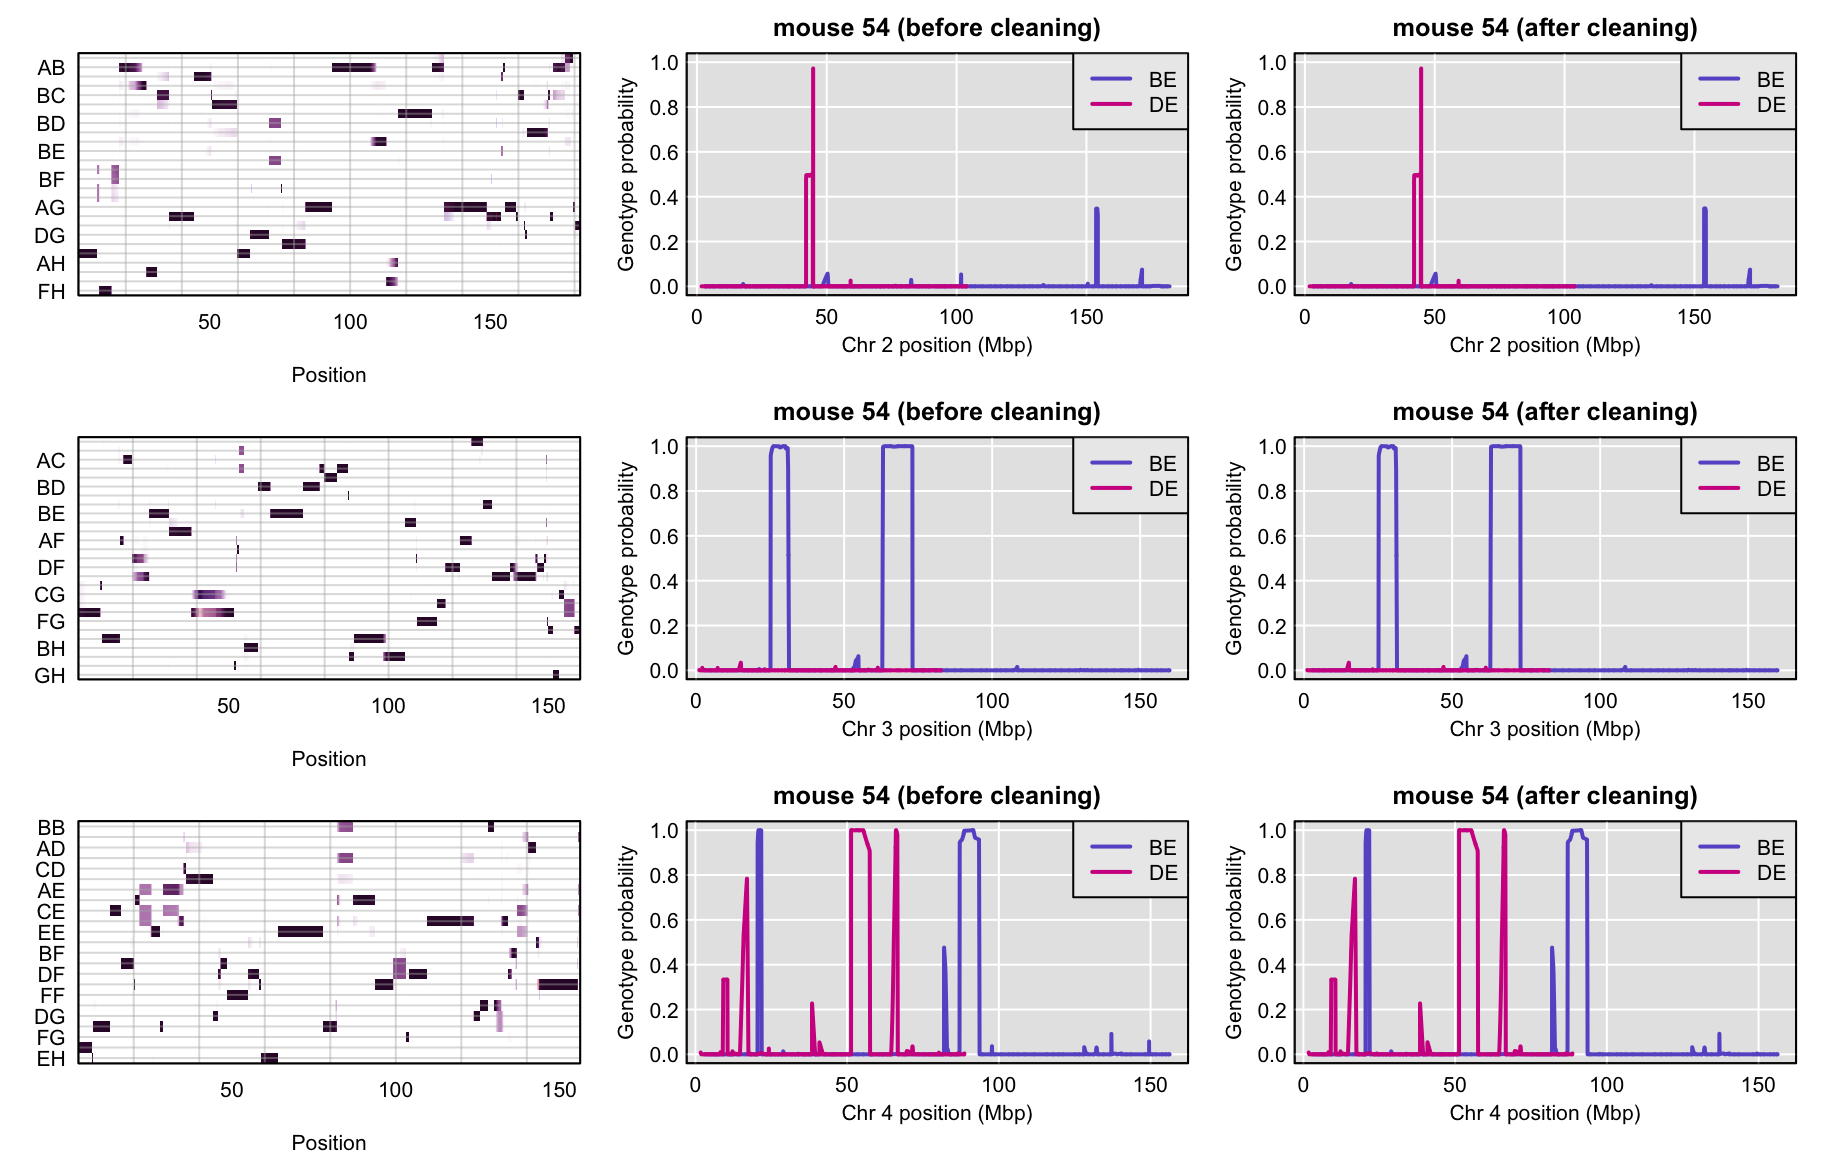 AB
BC
BD
BE
BF
AG
DG
AH
FH
50 100 150
Position
mouse 54 (before cleaning)
Genotype probability
1.0
0.8
0.6
0.4
0.2
0.0
BE
DE
0 50 100 150
Chr 2 position (Mbp)
mouse 54 (after cleaning)
Genotype probability
1.0
0.8
0.6
0.4
0.2
0.0
BE
DE
0 50 100 150
Chr 2 position (Mbp)
AC
BD
BE
AF
DF
CG
FG
BH
GH
50 100 150
Position
mouse 54 (before cleaning)
Genotype probability
1.0
0.8
0.6
0.4
0.2
0.0
BE
DE
0 50 100 150
Chr 3 position (Mbp)
mouse 54 (after cleaning)
Genotype probability
1.0
0.8
0.6
0.4
0.2
0.0
BE
DE
0 50 100 150
Chr 3 position (Mbp)
BB
AD
CD
AE
CE
EE
BF
DF
FF
DG
FG
EH
50 100 150
Position
mouse 54 (before cleaning)
Genotype probability
1.0
0.8
0.6
0.4
0.2
0.0
BE
DE
0 50 100 150
Chr 4 position (Mbp)
mouse 54 (after cleaning)
Genotype probability
1.0
0.8
0.6
0.4
0.2
0.0
BE
DE
0 50 100 150
Chr 4 position (Mbp)